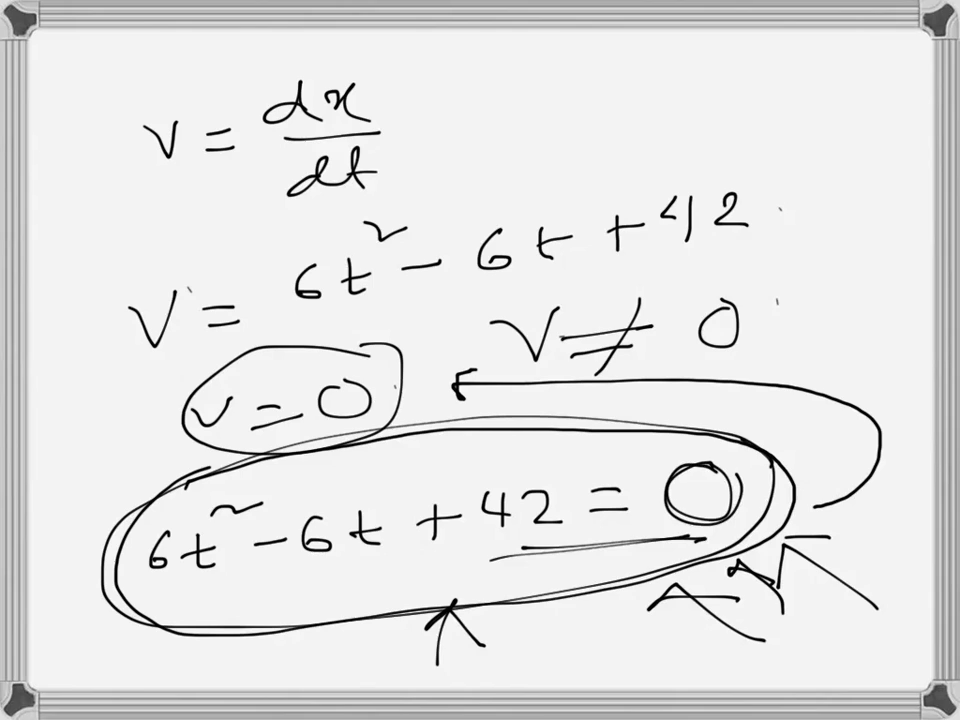 v = dx/dt
v = 6t² - 6t + 42
v ≠ 0
v = 0
6t² - 6t + 42 = 0